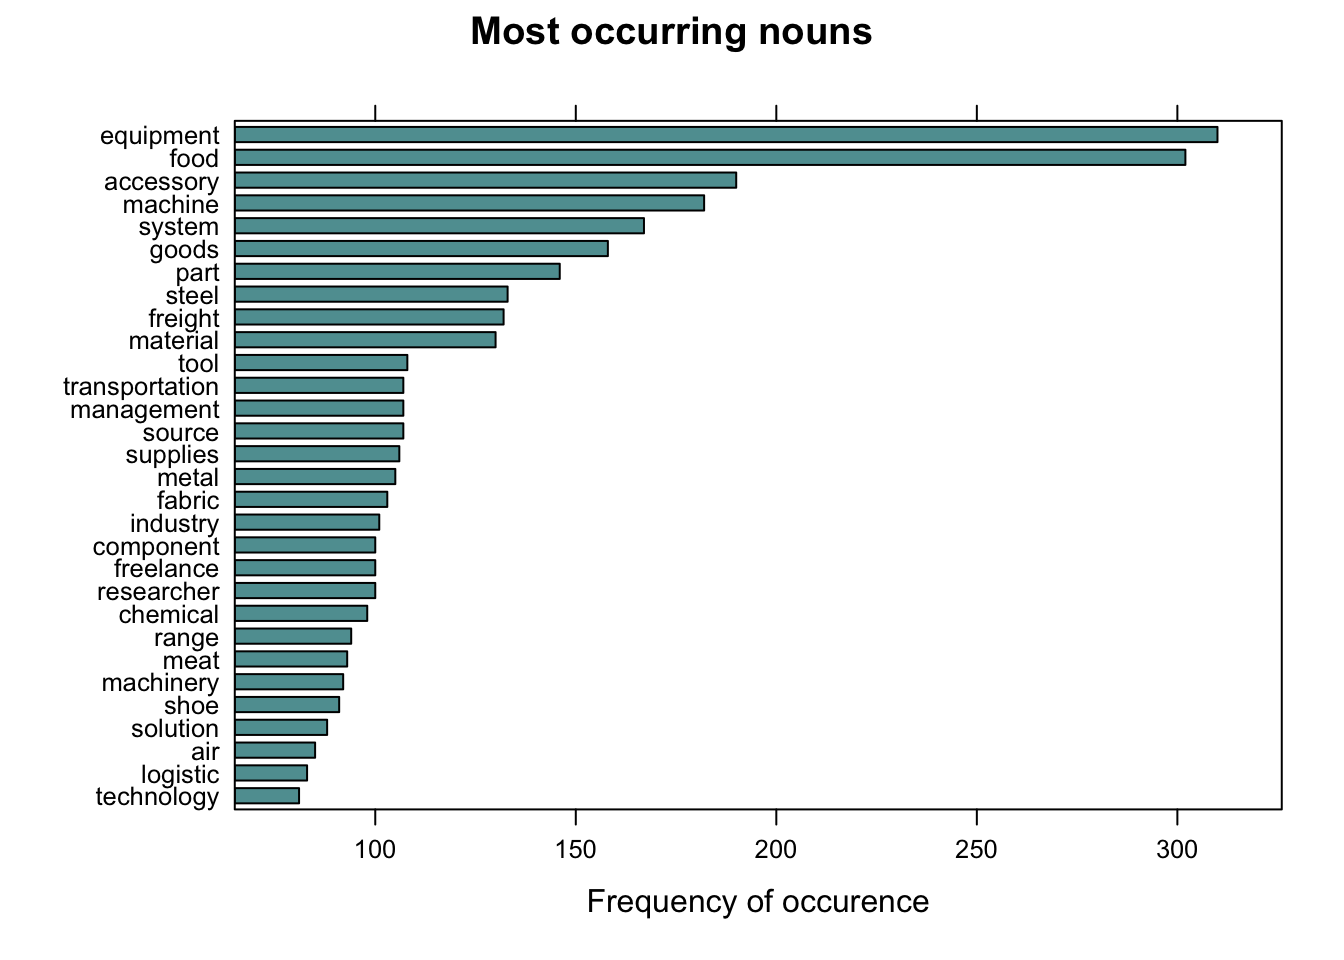 Most occurring nouns
equipment
food
accessory
machine
system
goods
part
steel
freight
material
tool
transportation
management
source
supplies
metal
fabric
industry
component
freelance
researcher
chemical
range
meat
machinery
shoe
solution
air
logistic
technology
100 150 200 250 300
Frequency of occurence